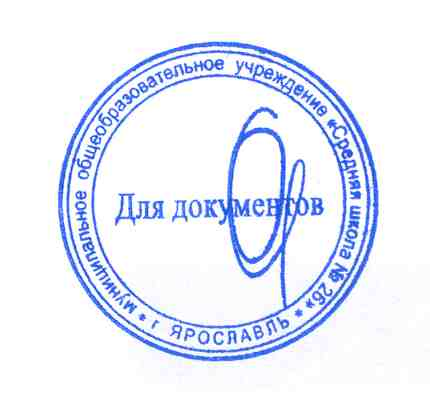 муниципальное общеобразовательное учреждение «Средняя школа № 26»
* г ЯРОСЛАВЛЬ *
Для документов